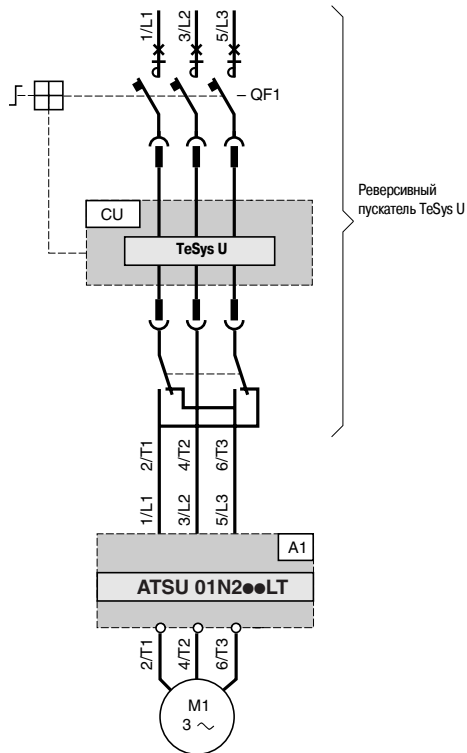 1/L1
3/L2
5/L3
QF1
CU
TeSys U
Реверсивный
пускатель TeSys U
2/T1
4/T2
6/T3
1/L1
3/L2
5/L3
A1
ATSU 01N2●●LT
2/T1
4/T2
6/T3
M1
3 ~